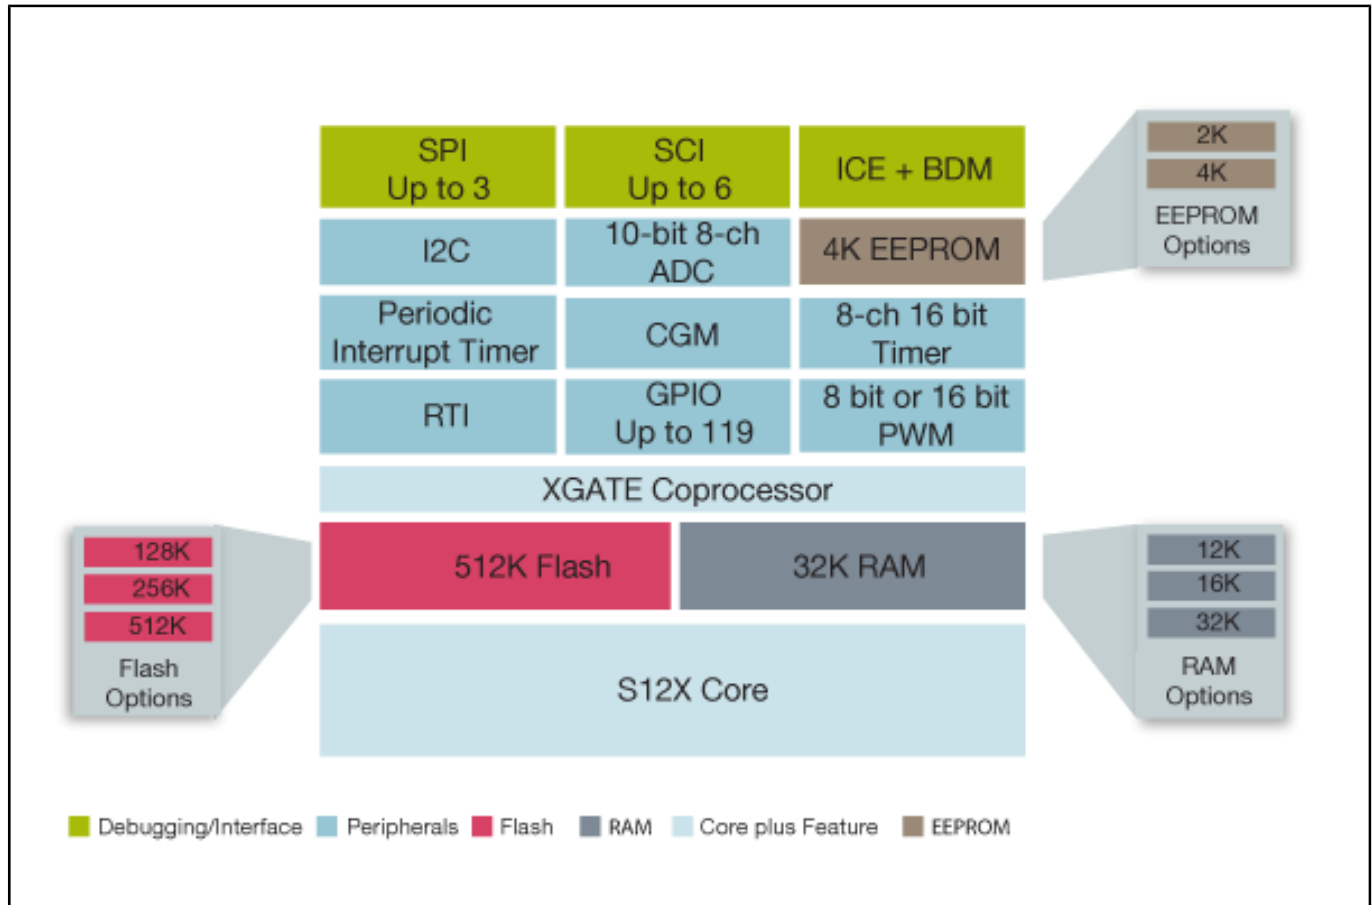 SPI
Up to 3
SCI
Up to 6
ICE + BDM
I2C
10-bit 8-ch
ADC
4K EEPROM
Periodic
Interrupt Timer
CGM
8-ch 16 bit
Timer
RTI
GPIO
Up to 119
8 bit or 16 bit
PWM
XGATE Coprocessor
512K Flash
32K RAM
S12X Core
2K
4K
EEPROM
Options
128K
256K
512K
Flash
Options
12K
16K
32K
RAM
Options
Debugging/Interface
Peripherals
Flash
RAM
Core plus Feature
EEPROM